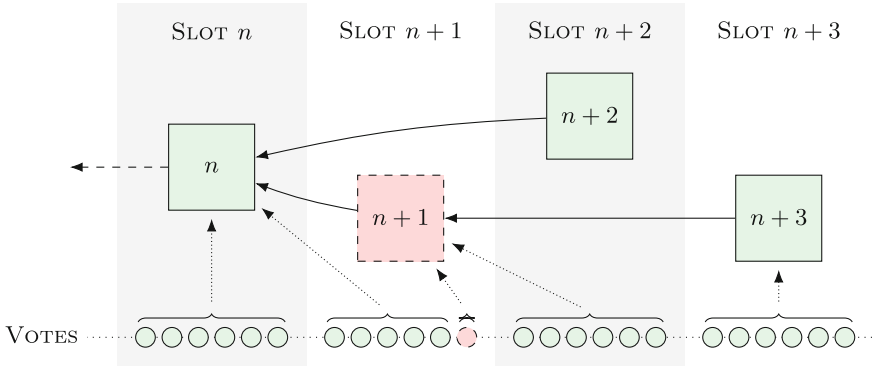 SLOT n SLOT n + 1 SLOT n + 2 SLOT n + 3
n + 2
n
n + 1 n + 3
VOTES